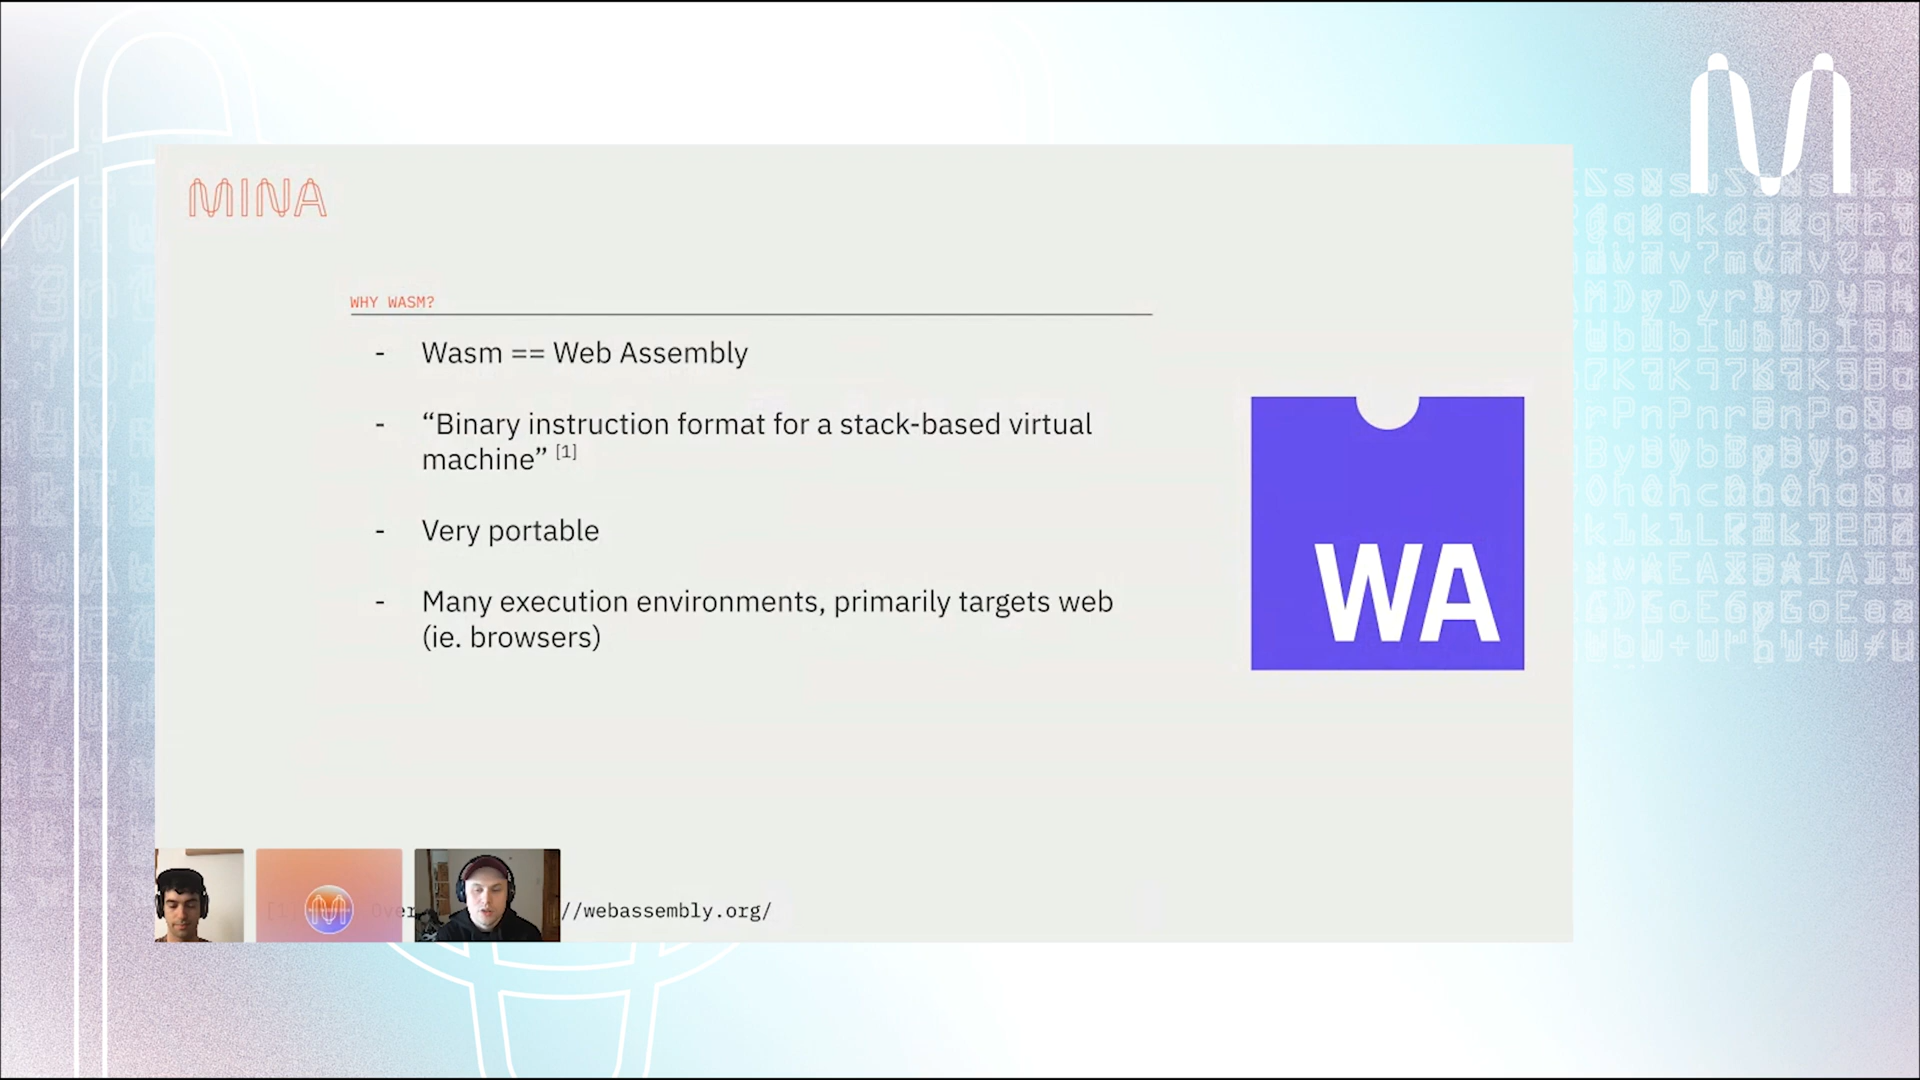 MINA
WHY WASM?
- Wasm == Web Assembly
- “Binary instruction format for a stack-based virtual
machine” [1]
- Very portable
- Many execution environments, primarily targets web
(ie. browsers)
WA
//webassembly.org/